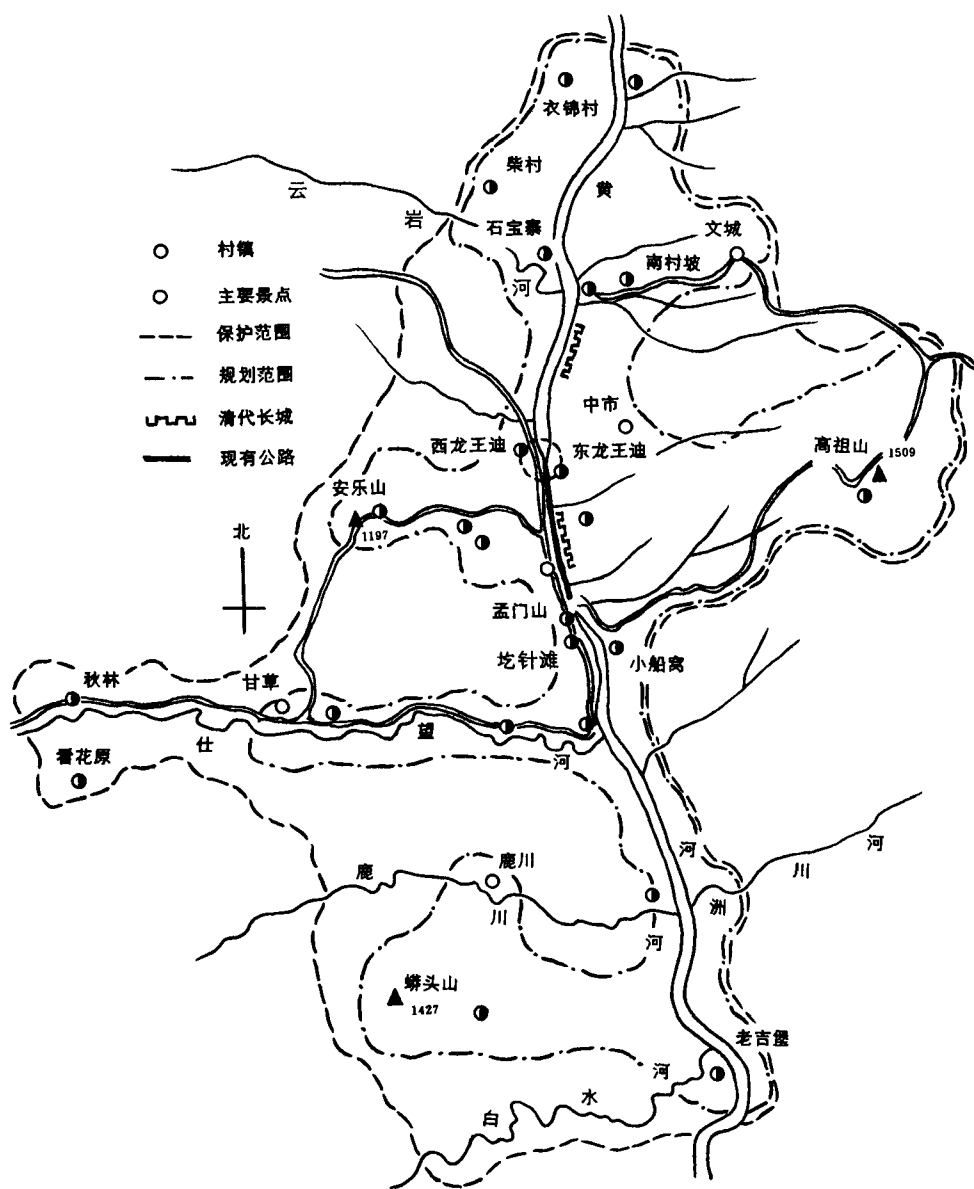 衣锦村
柴村
云
岩
河
黄
石宝寨
文城
南村坡
村镇
主要景点
保护范围
规划范围
清代长城
现有公路
中市
西龙王迪
东龙王迪
高祖山
1509
安乐山
1197
北
孟门山
圪针滩
小船窝
秋林
甘草
仕
望
河
看花原
鹿
川
河
鹿川
河
洲
川
河
蟒头山
1427
老吉堡
白
水
河